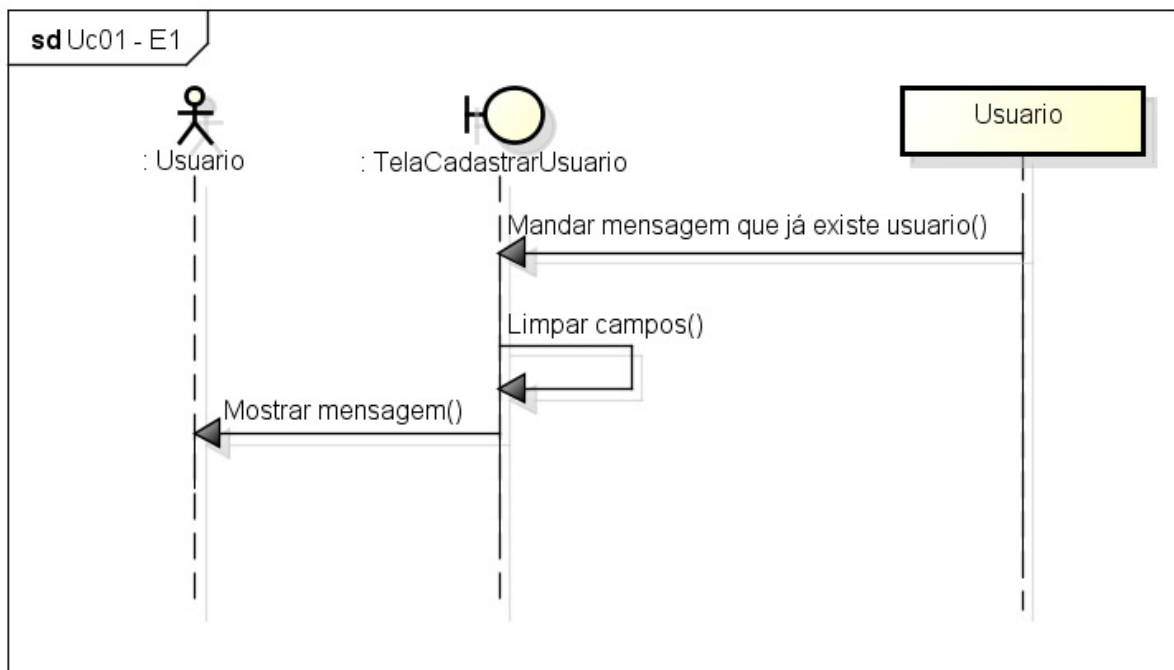 sd Uc01 - E1
: Usuario
: TelaCadastrarUsuario
Usuario
Mandar mensagem que já existe usuario()
Limpar campos()
Mostrar mensagem()